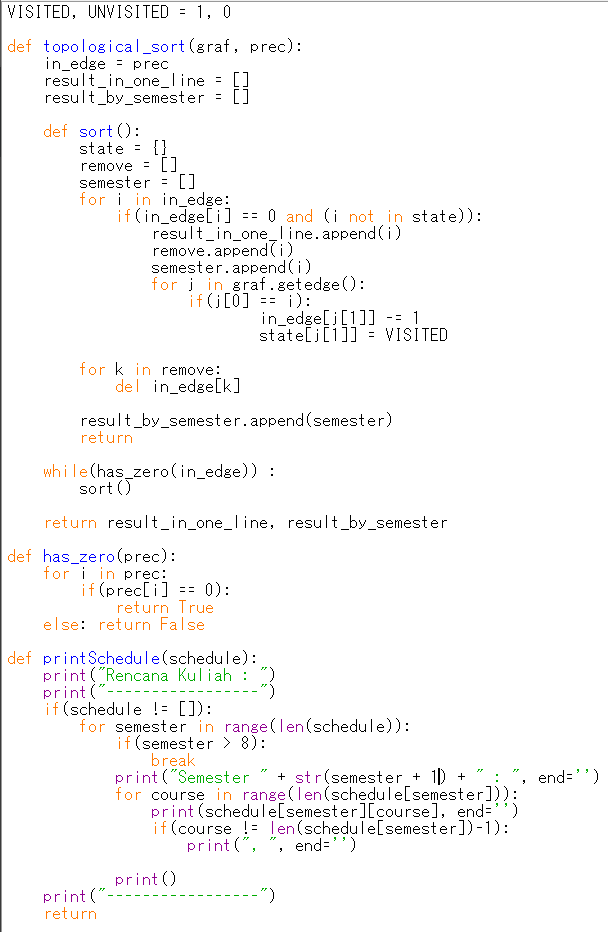 VISITED, UNVISITED = 1, 0
def topological_sort(graf, prec):
    in_edge = prec
    result_in_one_line = []
    result_by_semester = []
    def sort():
        state = {}
        remove = []
        semester = []
        for i in in_edge:
            if(in_edge[i] == 0 and (i not in state)):
                result_in_one_line.append(i)
                remove.append(i)
                semester.append(i)
                for j in graf.getedge():
                    if(j[0] == i):
                            in_edge[j[1]] -= 1
                            state[j[1]] = VISITED
        for k in remove:
            del in_edge[k]
        result_by_semester.append(semester)
        return
    while(has_zero(in_edge)) :
        sort()
    return result_in_one_line, result_by_semester
def has_zero(prec):
    for i in prec:
        if(prec[i] == 0):
            return True
    else: return False
def printSchedule(schedule):
    print("Rencana Kuliah : ")
    print("-----------------")
    if(schedule != []):
        for semester in range(len(schedule)):
            if(semester > 8):
                break
            print("Semester " + str(semester + 1) + " : ", end='')
            for course in range(len(schedule[semester])):
                print(schedule[semester][course], end='')
                if(course != len(schedule[semester])-1):
                    print(", ", end='')
            print()
    print("-----------------")
    return